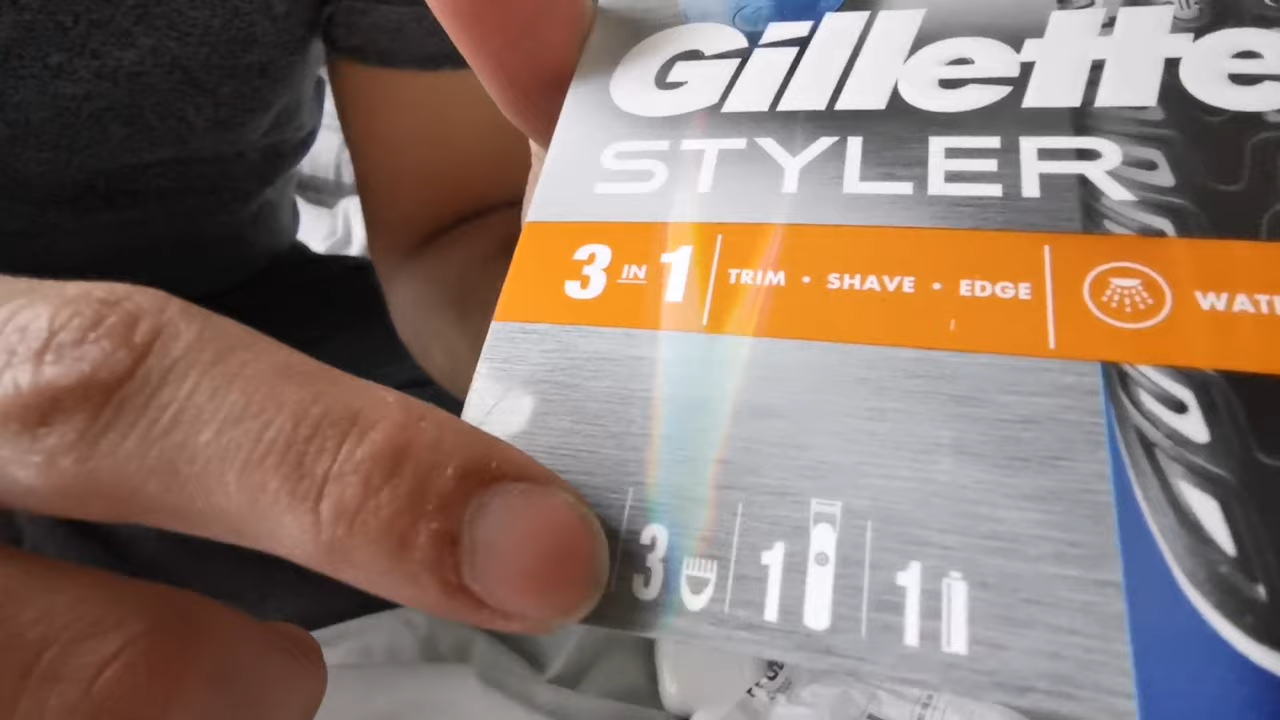 Gillette
STYLER
3 IN 1 | TRIM • SHAVE • EDGE
3 1 1